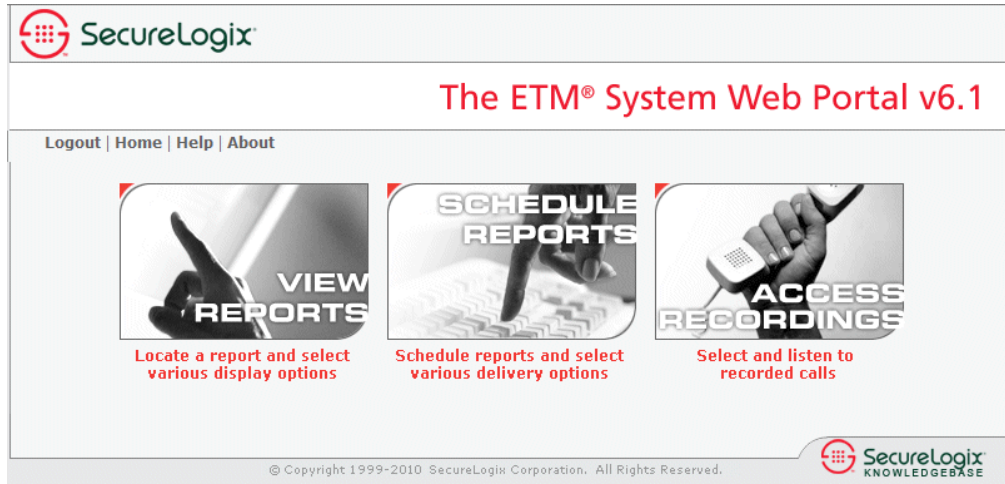 SecureLogix
The ETM® System Web Portal v6.1
Logout | Home | Help | About
VIEW
REPORTS
Locate a report and select
various display options
SCHEDULE
REPORTS
Schedule reports and select
various delivery options
ACCESS
RECORDINGS
Select and listen to
recorded calls
© Copyright 1999-2010 SecureLogix Corporation. All Rights Reserved.
SecureLogix
KNOWLEDGEBASE